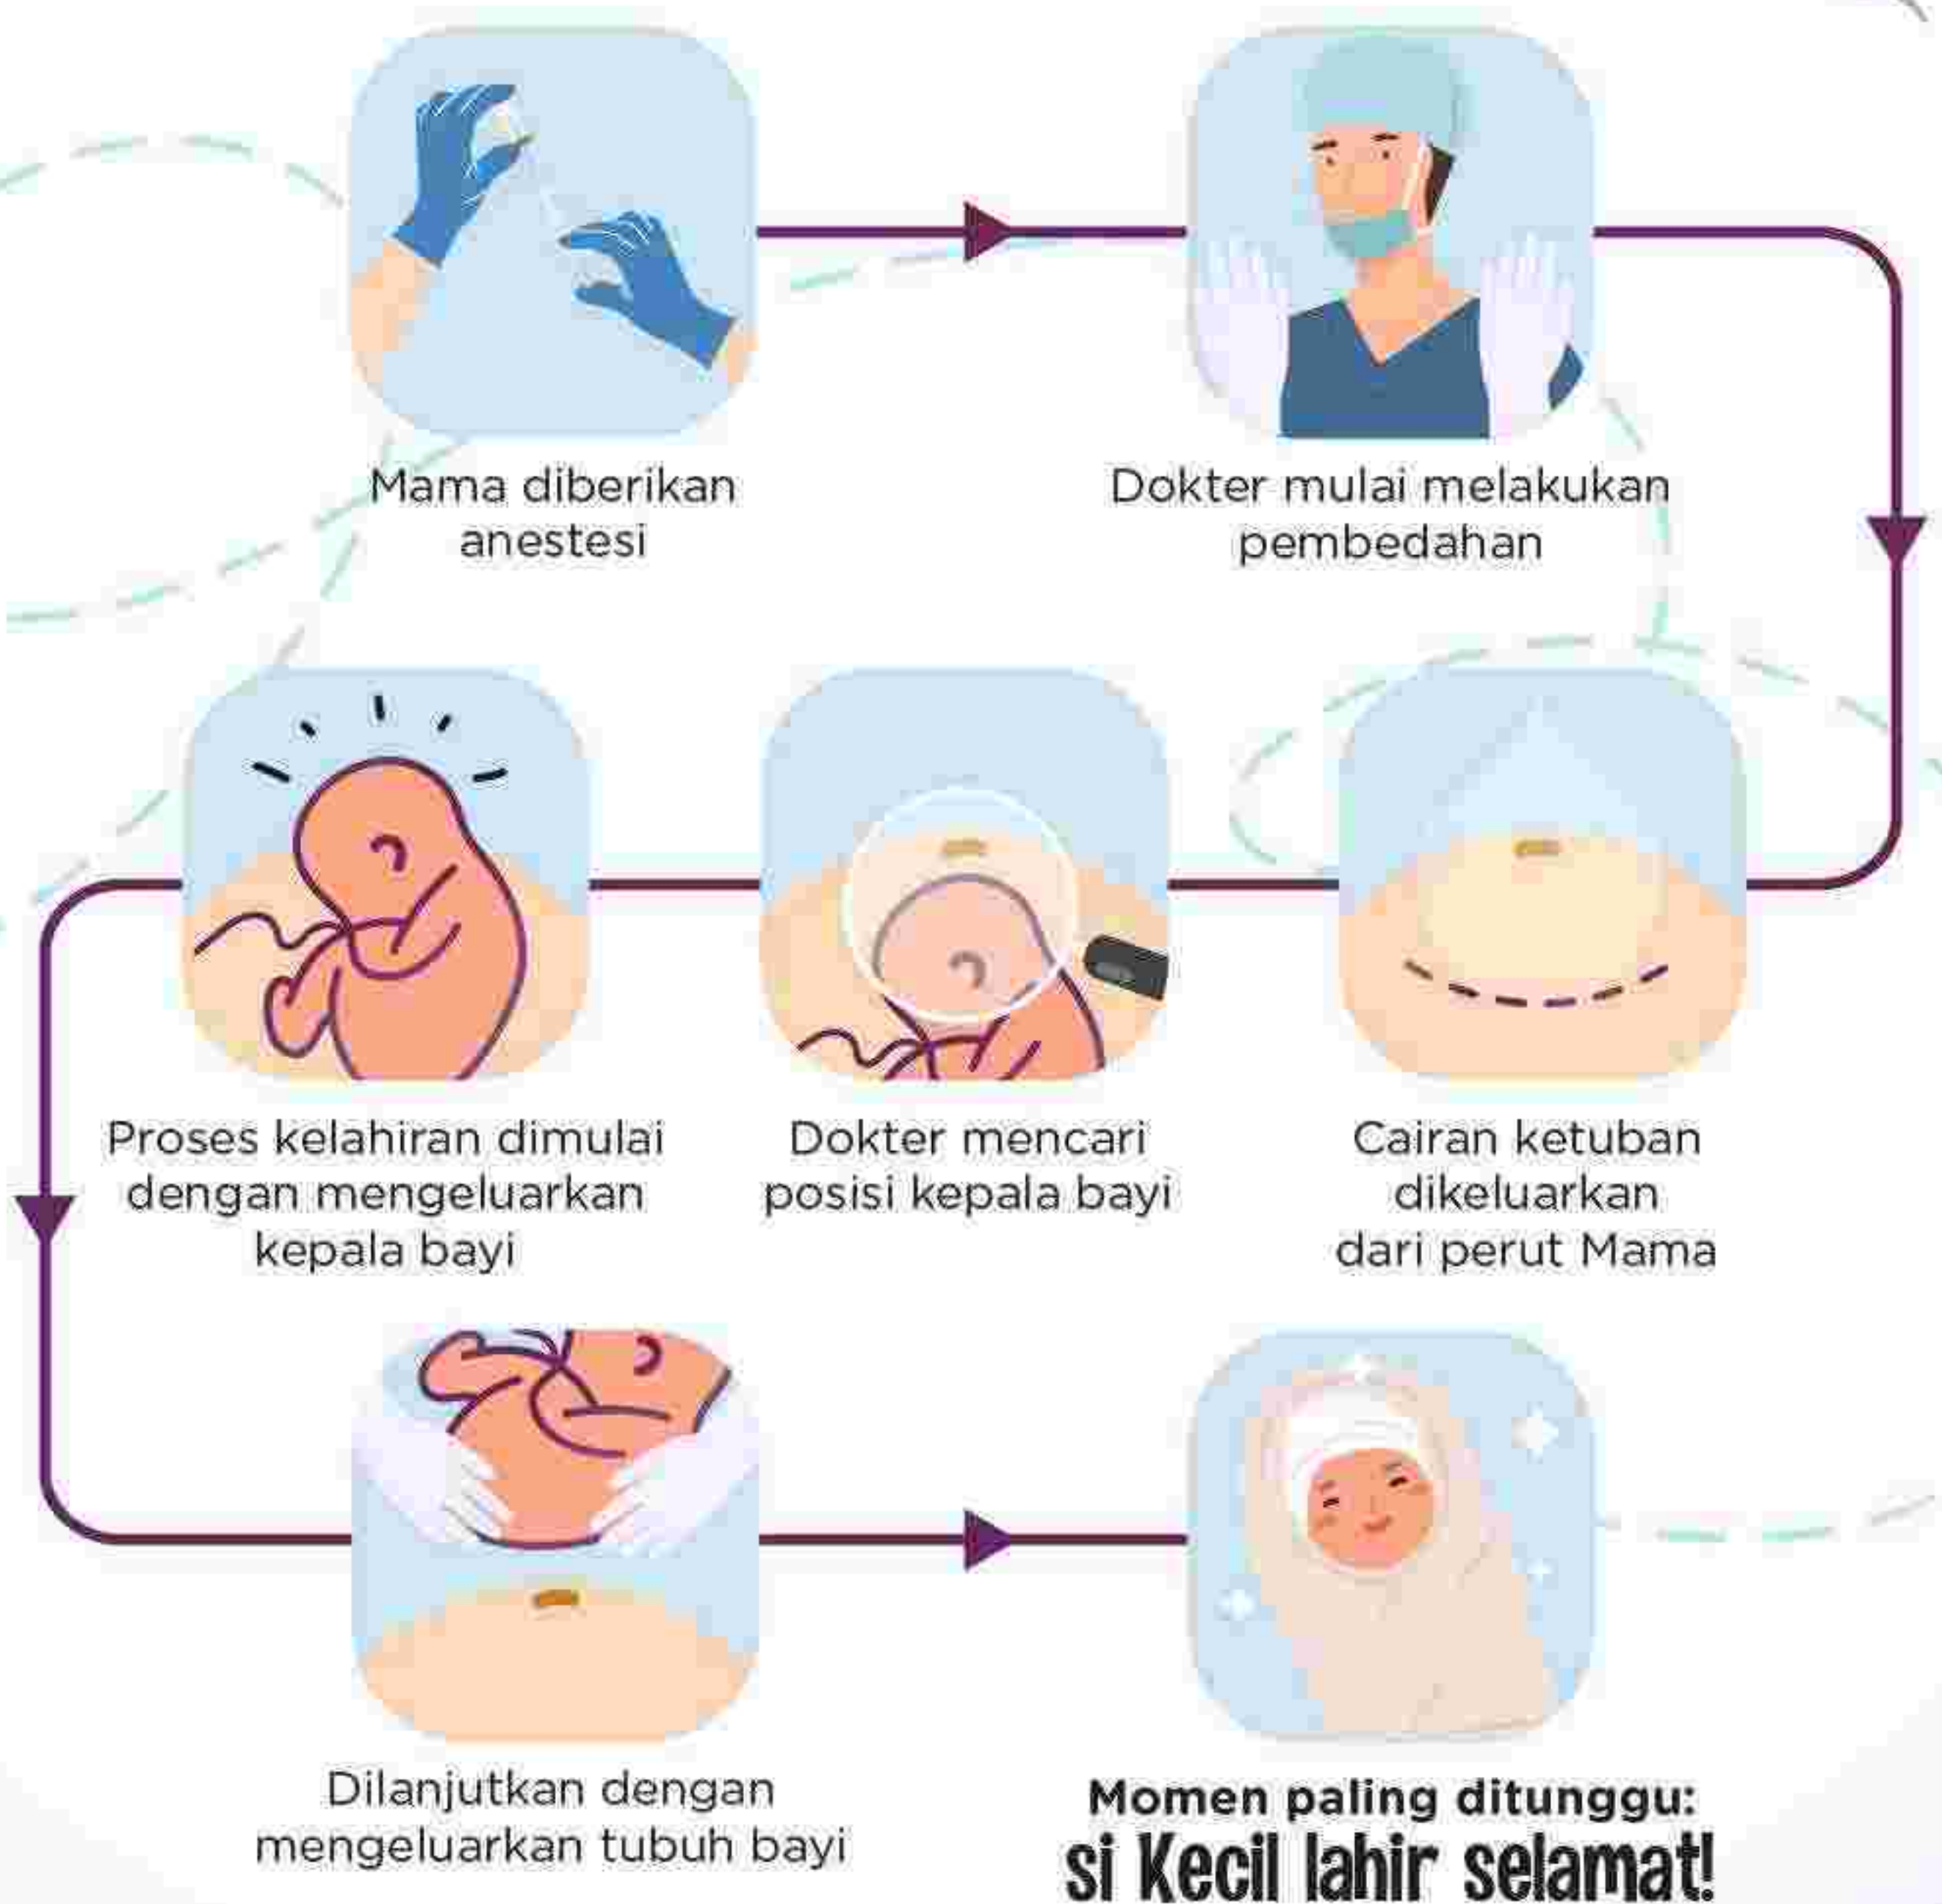 Mama diberikan
anestesi
Dokter mulai melakukan
pembedahan
Cairan ketuban
dikeluarkan
dari perut Mama
Dokter mencari
posisi kepala bayi
Proses kelahiran dimulai
dengan mengeluarkan
kepala bayi
Dilanjutkan dengan
mengeluarkan tubuh bayi
Momen paling ditunggu:
si Kecil lahir selamat!